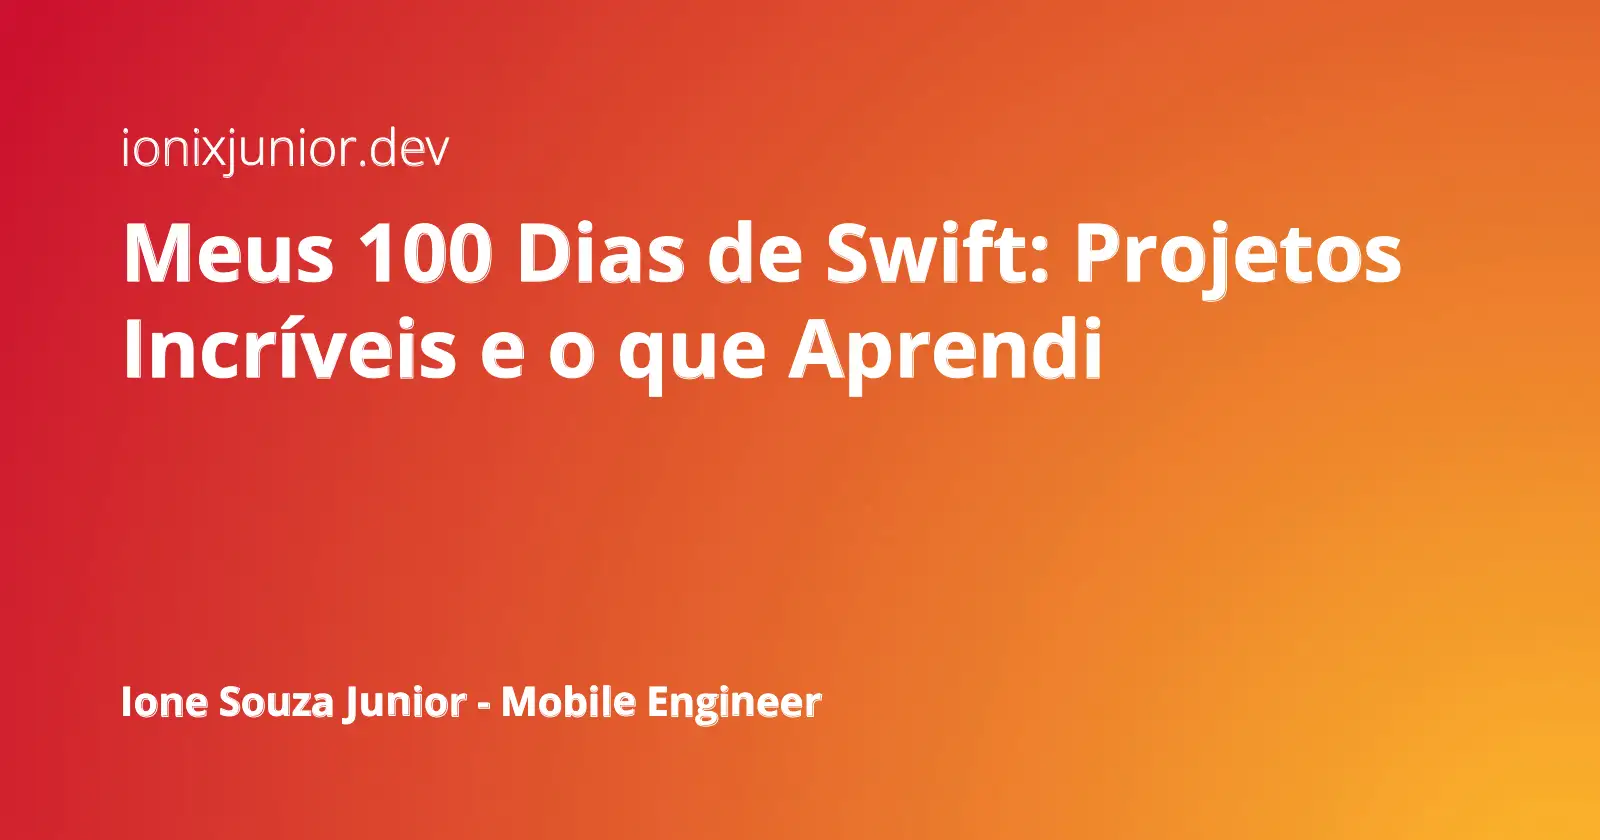 ionixjunior.dev
Meus 100 Dias de Swift: Projetos
Incríveis e o que Aprendi
Ione Souza Junior - Mobile Engineer